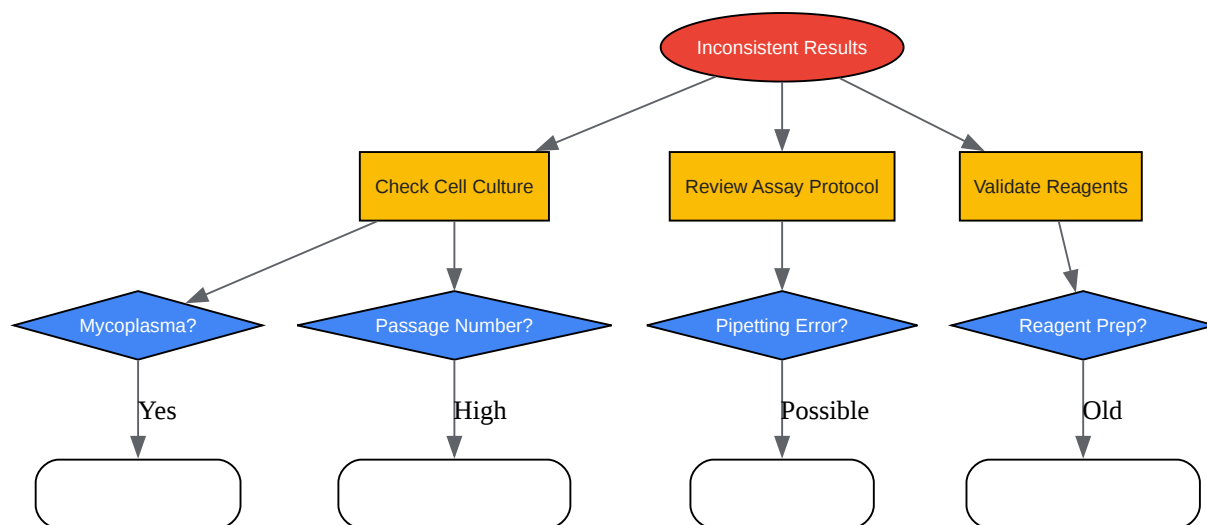 Inconsistent Results
Check Cell Culture
Review Assay Protocol
Validate Reagents
Mycoplasma?
Passage Number?
Pipetting Error?
Reagent Prep?
Yes
High
Possible
Old